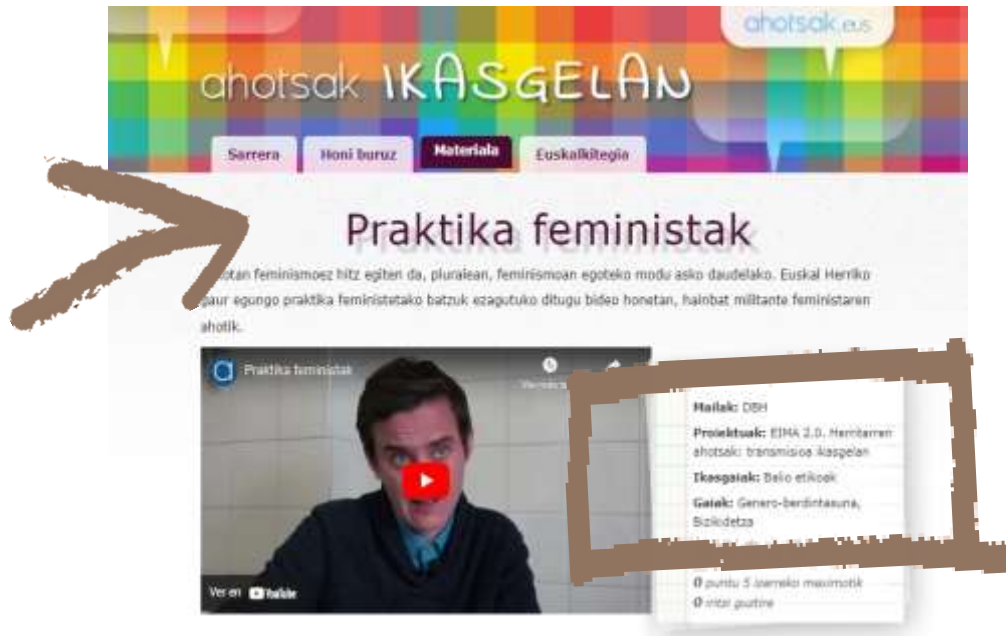 ahotsak.eus
ahotsak IKASGELAN
Sarrera
Honi buruz
Materiala
Euskalkitegia
Praktika feministak
feminismoez hitz egiten da, pluralean, feminismoan egoteko modu asko daudelako. Euskal Herriko
gaur egungo praktika feministetako batzuk ezagutuko ditugu bideo honetan, hainbat militante feministaren
ahotik.
Praktika feministak
Ver en YouTube
Mailak: DBH
Proiektuak: EIMA 2.0. Herritarren
ahotsak: transmisioa ikasgelan
Ikasgaiak: Balio etikoak
Gaiak: Genero-berdintasuna,
Bizikidetza
0 puntu 5 izarreko maximotik
0 iritzi guztira